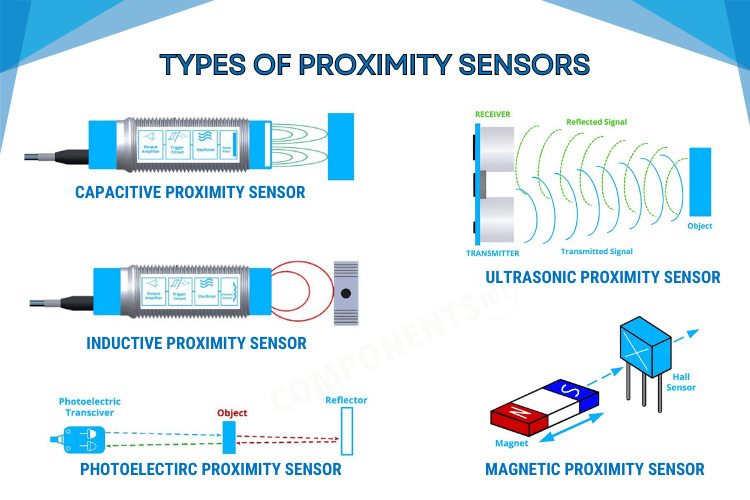 TYPES OF PROXIMITY SENSORS
Output
Amplifier
Trigger
Circuit
Oscillator
CAPACITIVE PROXIMITY SENSOR
Output
Amplifier
Trigger
Circuit
Oscillator
INDUCTIVE PROXIMITY SENSOR
Photoelectric
Transciver
Object
Reflector
PHOTOELECTIRC PROXIMITY SENSOR
RECEIVER
Reflected Signal
Object
TRANSMITTER
Transmitted Signal
ULTRASONIC PROXIMITY SENSOR
S
N
Hall
Sensor
Magnet
MAGNETIC PROXIMITY SENSOR
COMPONENTS101